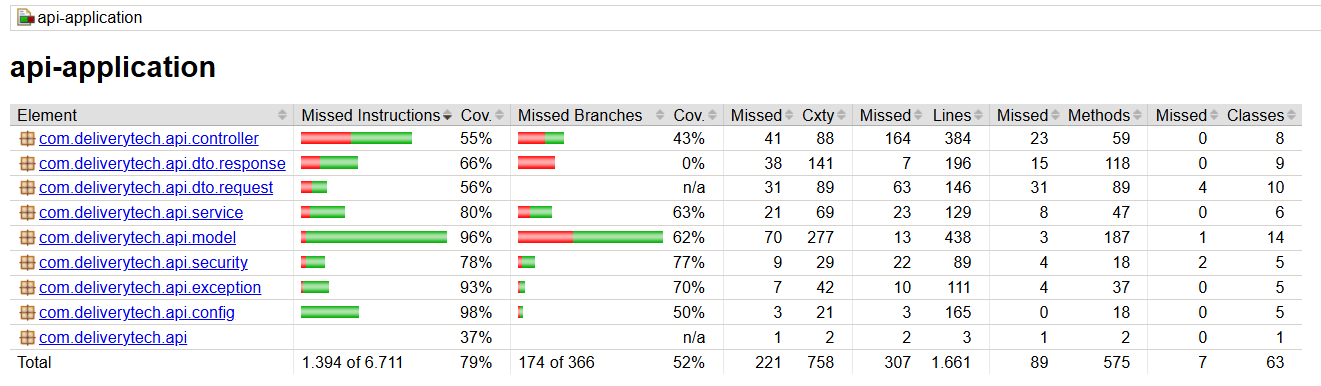 api-application
api-application
Element Missed Instructions Cov. Missed Branches Cov. Missed Cxty Missed Lines Missed Methods Missed Classes
com.deliverytech.api.controller 55% 43% 41 88 164 384 23 59 0 8
com.deliverytech.api.dto.response 66% 0% 38 141 7 196 15 118 0 9
com.deliverytech.api.dto.request 56% n/a 31 89 63 146 31 89 4 10
com.deliverytech.api.service 80% 63% 21 69 23 129 8 47 0 6
com.deliverytech.api.model 96% 62% 70 277 13 438 3 187 1 14
com.deliverytech.api.security 78% 77% 9 29 22 89 4 18 2 5
com.deliverytech.api.exception 93% 70% 7 42 10 111 4 37 0 5
com.deliverytech.api.config 98% 50% 3 21 3 165 0 18 0 5
com.deliverytech.api 37% n/a 1 2 2 3 1 2 0 1
Total 1.394 of 6.711 79% 174 of 366 52% 221 758 307 1.661 89 575 7 63